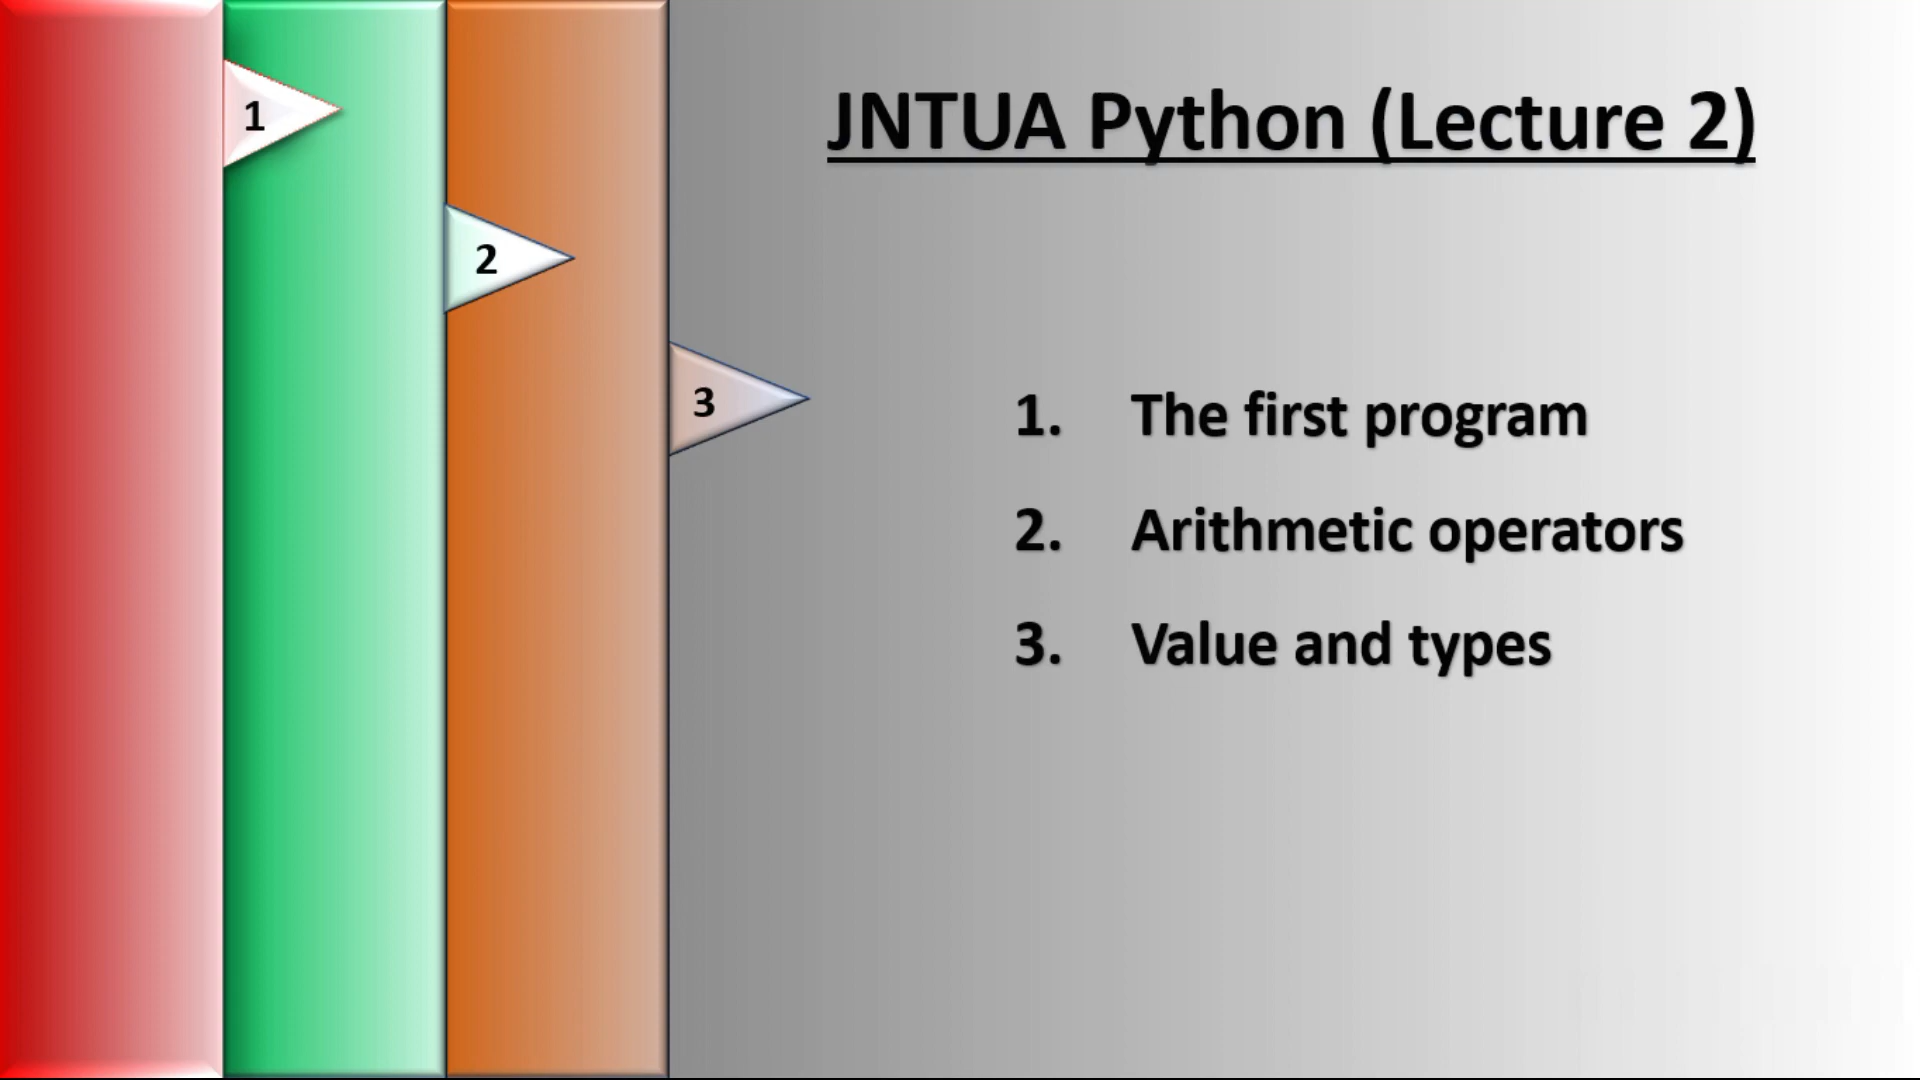 1
2
3
JNTUA Python (Lecture 2)
1. The first program
2. Arithmetic operators
3. Value and types